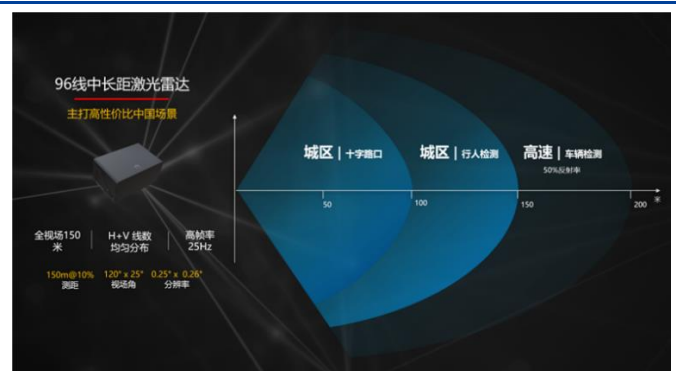 96线中长距激光雷达
主打高性价比中国场景
城区 | 十字路口
城区 | 行人检测
高速 | 车辆检测
50%反射率
50
100
150
200
米
全视场150
米
H+V 线数
均匀分布
高帧率
25Hz
150m@10%
测距
120° x 25°
视场角
0.25° x 0.26°
分辨率